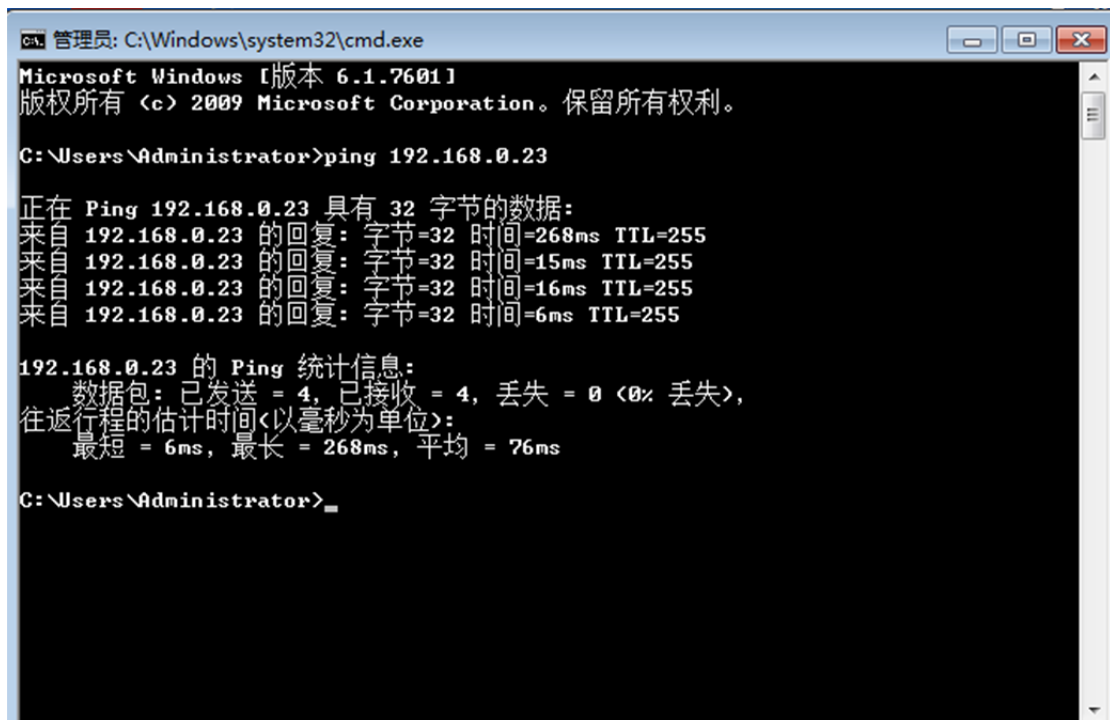 管理员: C:\Windows\system32\cmd.exe
Microsoft Windows [版本 6.1.7601]
版权所有 (c) 2009 Microsoft Corporation。保留所有权利。
C:\Users\Administrator>ping 192.168.0.23
正在 Ping 192.168.0.23 具有 32 字节的数据:
来自 192.168.0.23 的回复: 字节=32 时间=268ms TTL=255
来自 192.168.0.23 的回复: 字节=32 时间=15ms TTL=255
来自 192.168.0.23 的回复: 字节=32 时间=16ms TTL=255
来自 192.168.0.23 的回复: 字节=32 时间=6ms TTL=255
192.168.0.23 的 Ping 统计信息:
数据包: 已发送 = 4, 已接收 = 4, 丢失 = 0 (0% 丢失),
往返行程的估计时间(以毫秒为单位):
最短 = 6ms, 最长 = 268ms, 平均 = 76ms
C:\Users\Administrator>_